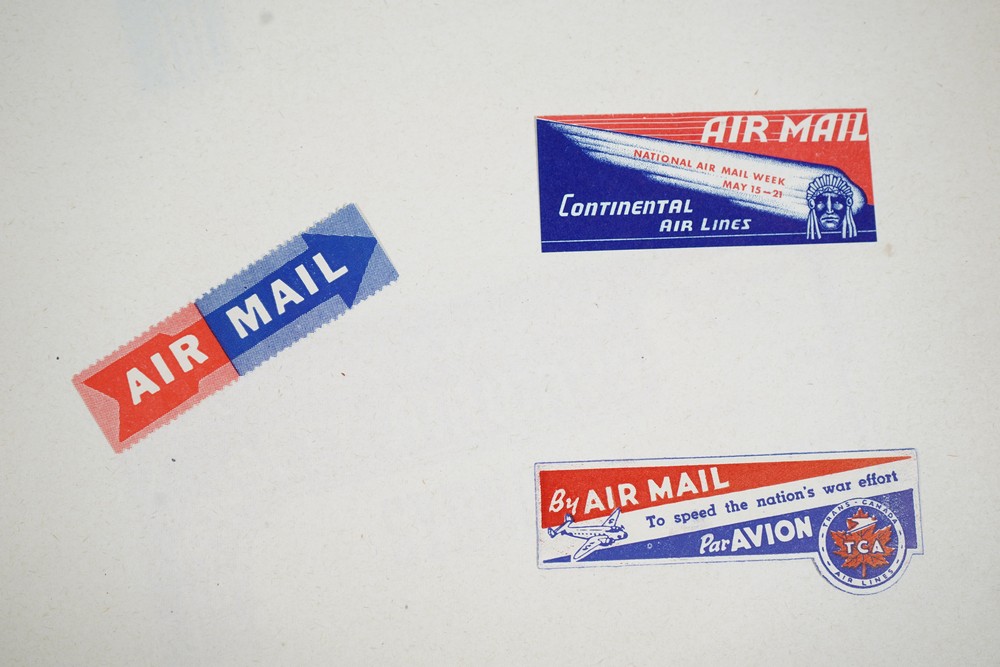 AIR MAIL
AIR MAIL
NATIONAL AIR MAIL WEEK
MAY 15-21
CONTINENTAL
AIR LINES
By AIR MAIL
To speed the nation's war effort
Par AVION
TRANS-CANADA
TCA
AIR LINES